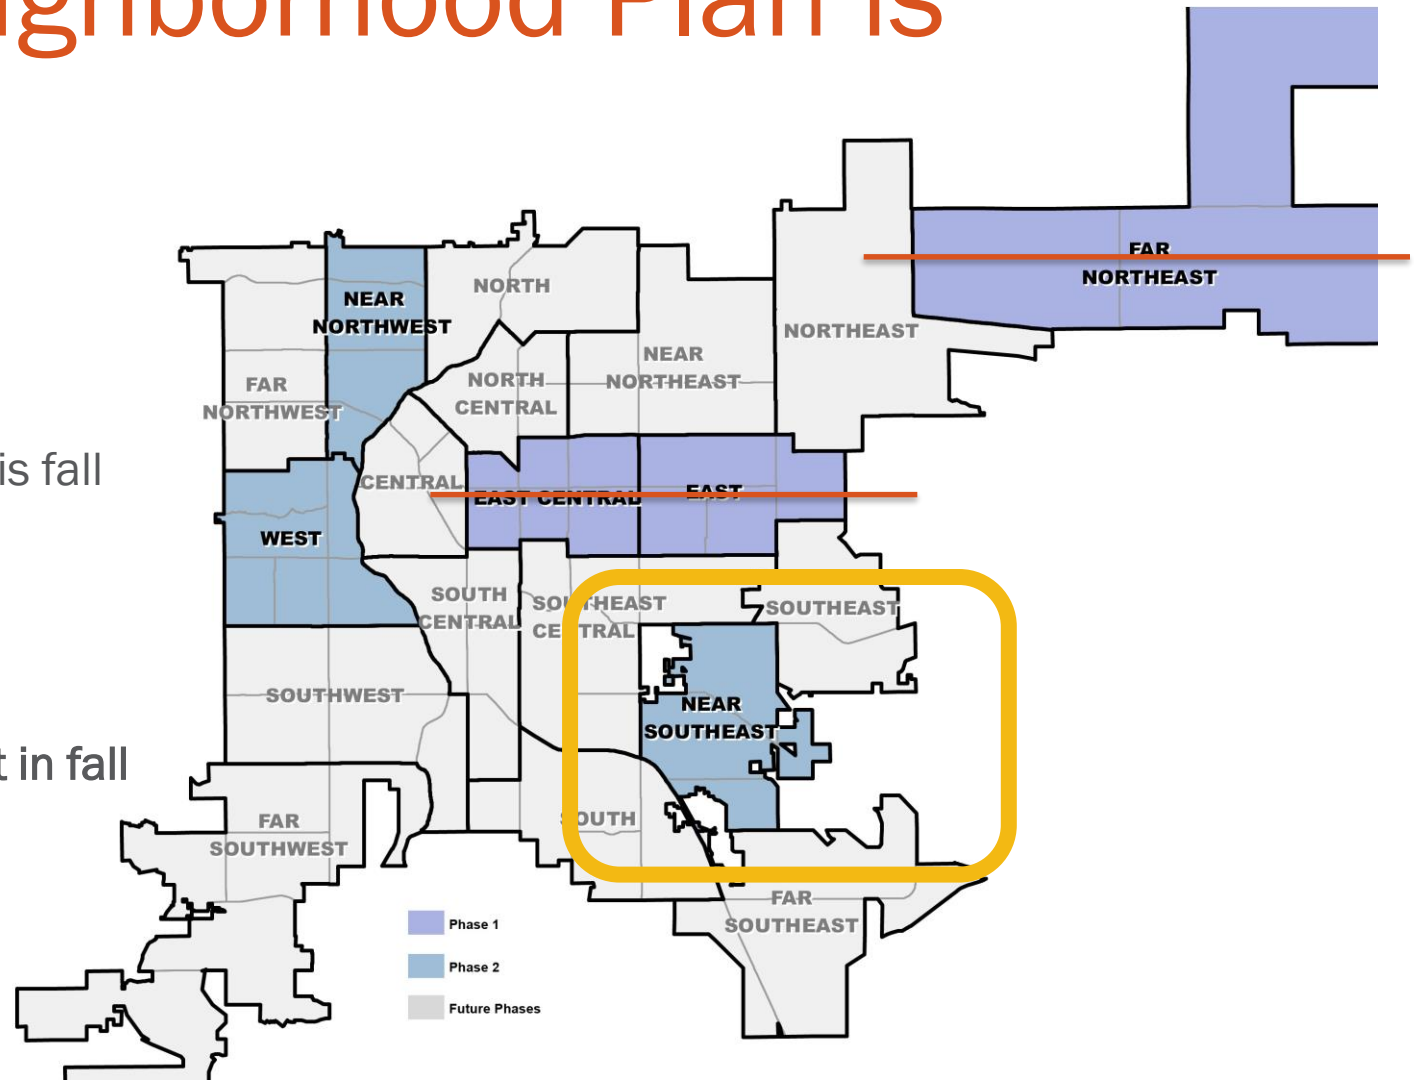 ighborhood Plan is
is fall
t in fall
FAR
NORTHEAST
NORTH
NEAR
NORTHWEST
NORTHEAST
NEAR
NORTHEAST
FAR
NORTHWEST
NORTH
CENTRAL
CENTRAL
EAST CENTRAL
EAST
WEST
SOUTH
CENTRAL
SOUTHEAST
CENTRAL
SOUTHEAST
SOUTHWEST
NEAR
SOUTHEAST
FAR
SOUTHWEST
SOUTH
FAR
SOUTHEAST
Phase 1
Phase 2
Future Phases